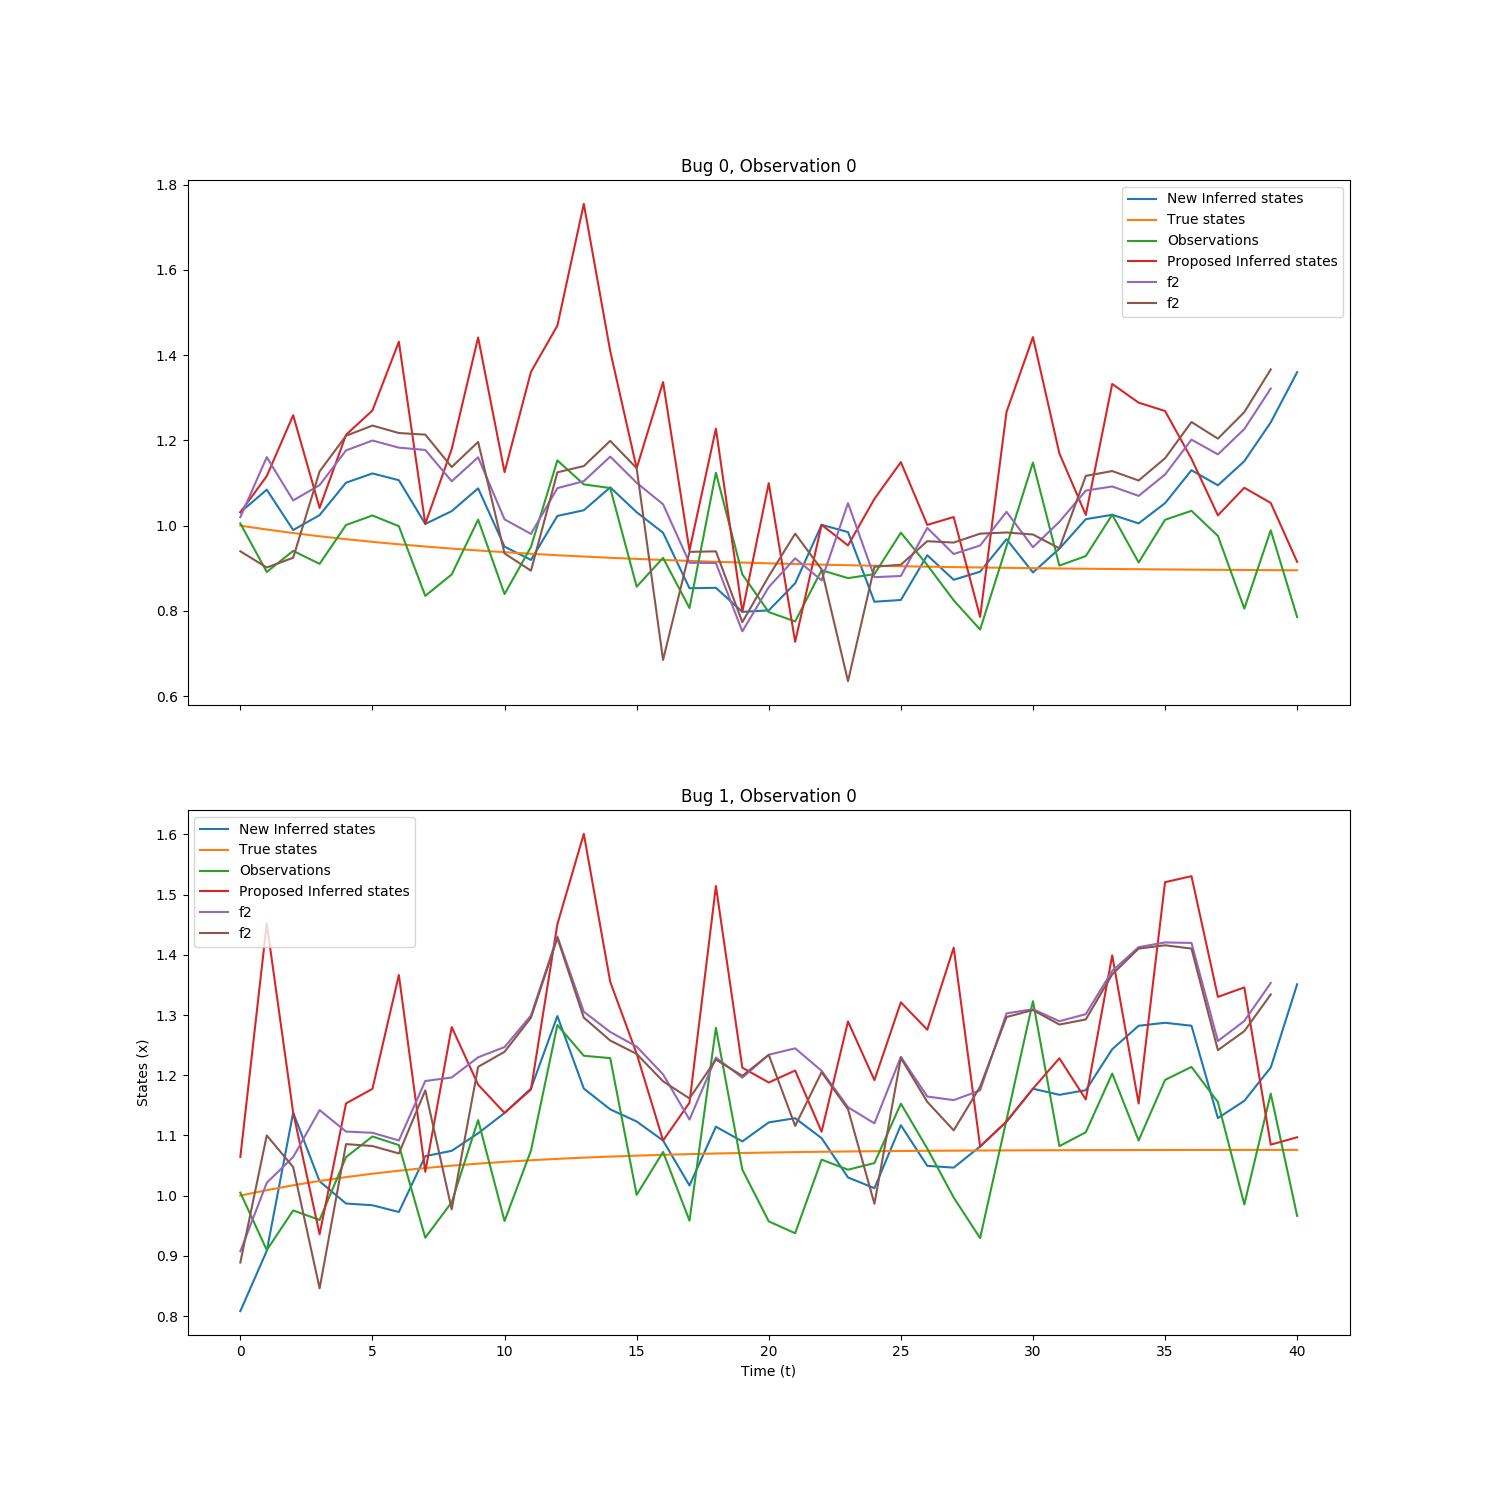 Bug 0, Observation 0
1.8
1.6
1.4
1.2
1.0
0.8
0.6
New Inferred states
True states
Observations
Proposed Inferred states
f2
f2
Bug 1, Observation 0
States (x)
1.6
1.5
1.4
1.3
1.2
1.1
1.0
0.9
0.8
New Inferred states
True states
Observations
Proposed Inferred states
f2
f2
0 5 10 15 20 25 30 35 40
Time (t)